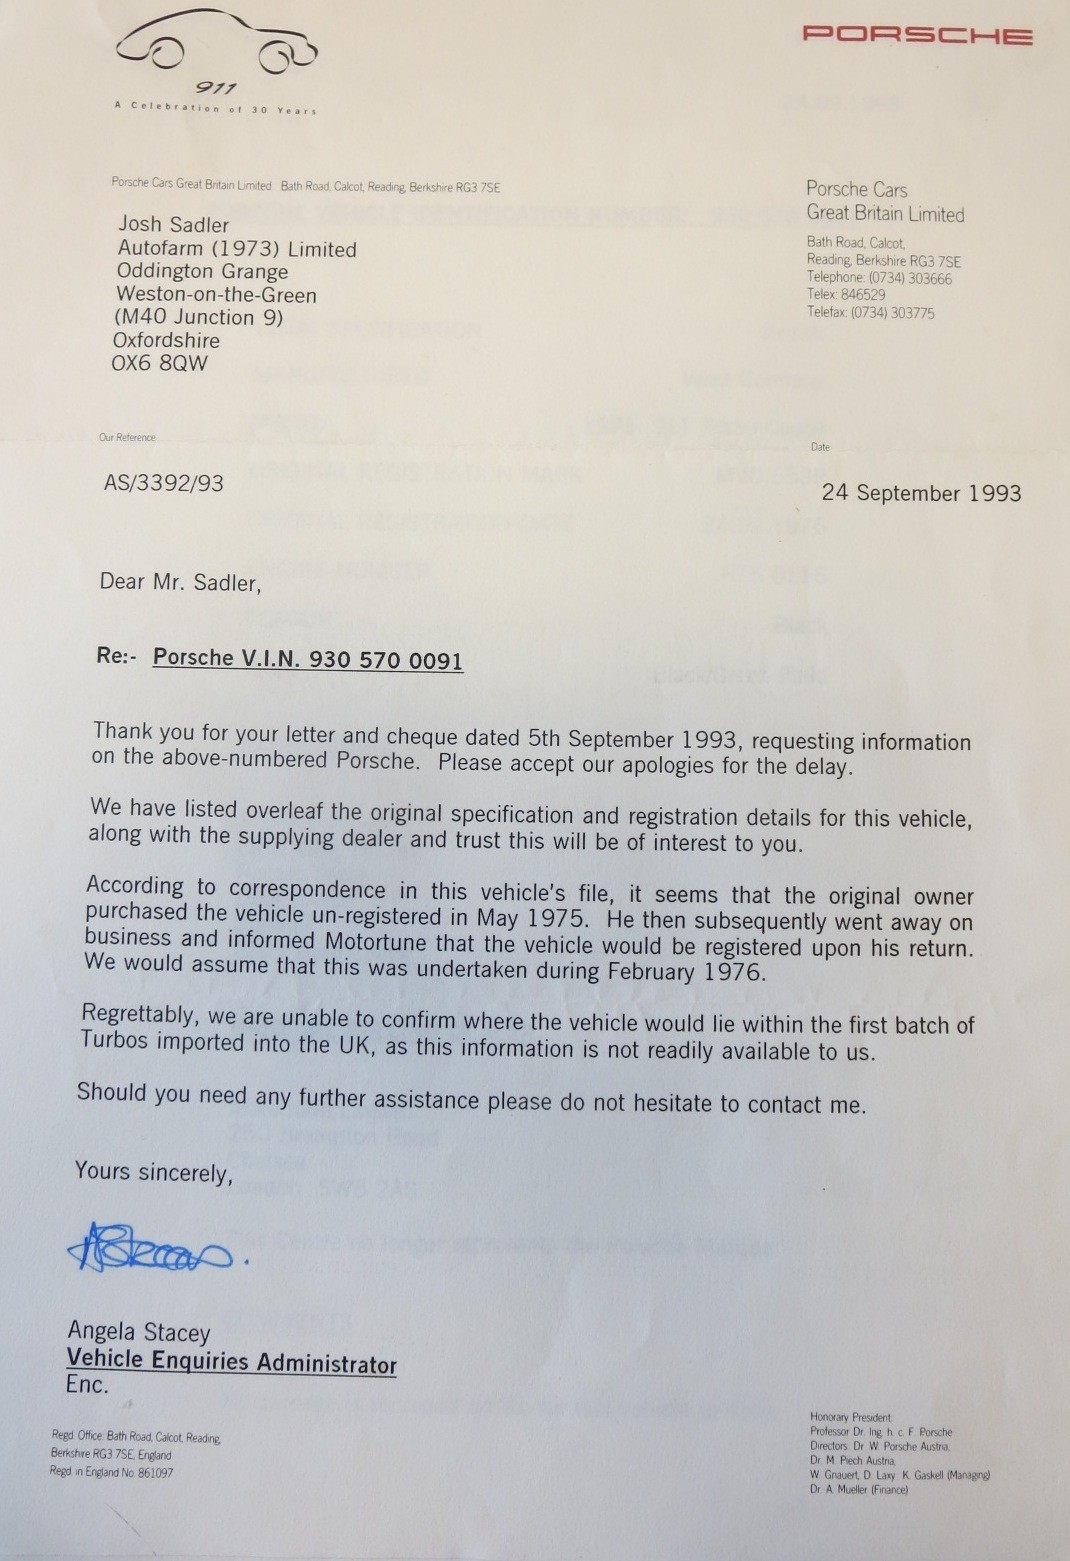 911
A Celebration of 30 Years
PORSCHE
Porsche Cars Great Britain Limited Bath Road, Calcot, Reading, Berkshire RG3 7SE
Josh Sadler
Autofarm (1973) Limited
Oddington Grange
Weston-on-the-Green
(M40 Junction 9)
Oxfordshire
OX6 8QW
Porsche Cars
Great Britain Limited
Bath Road, Calcot,
Reading, Berkshire RG3 7SE
Telephone: (0734) 303666
Telex: 846529
Telefax: (0734) 303775
Our Reference
AS/3392/93
Date
24 September 1993
Dear Mr. Sadler,
Re:- Porsche V.I.N. 930 570 0091
Thank you for your letter and cheque dated 5th September 1993, requesting information
on the above-numbered Porsche. Please accept our apologies for the delay.
We have listed overleaf the original specification and registration details for this vehicle,
along with the supplying dealer and trust this will be of interest to you.
According to correspondence in this vehicle's file, it seems that the original owner
purchased the vehicle un-registered in May 1975. He then subsequently went away on
business and informed Motortune that the vehicle would be registered upon his return.
We would assume that this was undertaken during February 1976.
Regrettably, we are unable to confirm where the vehicle would lie within the first batch of
Turbos imported into the UK, as this information is not readily available to us.
Should you need any further assistance please do not hesitate to contact me.
Yours sincerely,
Angela Stacey
Vehicle Enquiries Administrator
Enc.
Regd Office: Bath Road, Calcot, Reading,
Berkshire RG3 7SE, England
Regd in England No. 861097
Honorary President:
Professor Dr. Ing. h. c. F. Porsche
Directors: Dr. W. Porsche Austria,
Dr. M. Piech Austria,
W. Gnauert, D. Laxy, K. Gaskell (Managing)
Dr. A. Mueller (Finance)